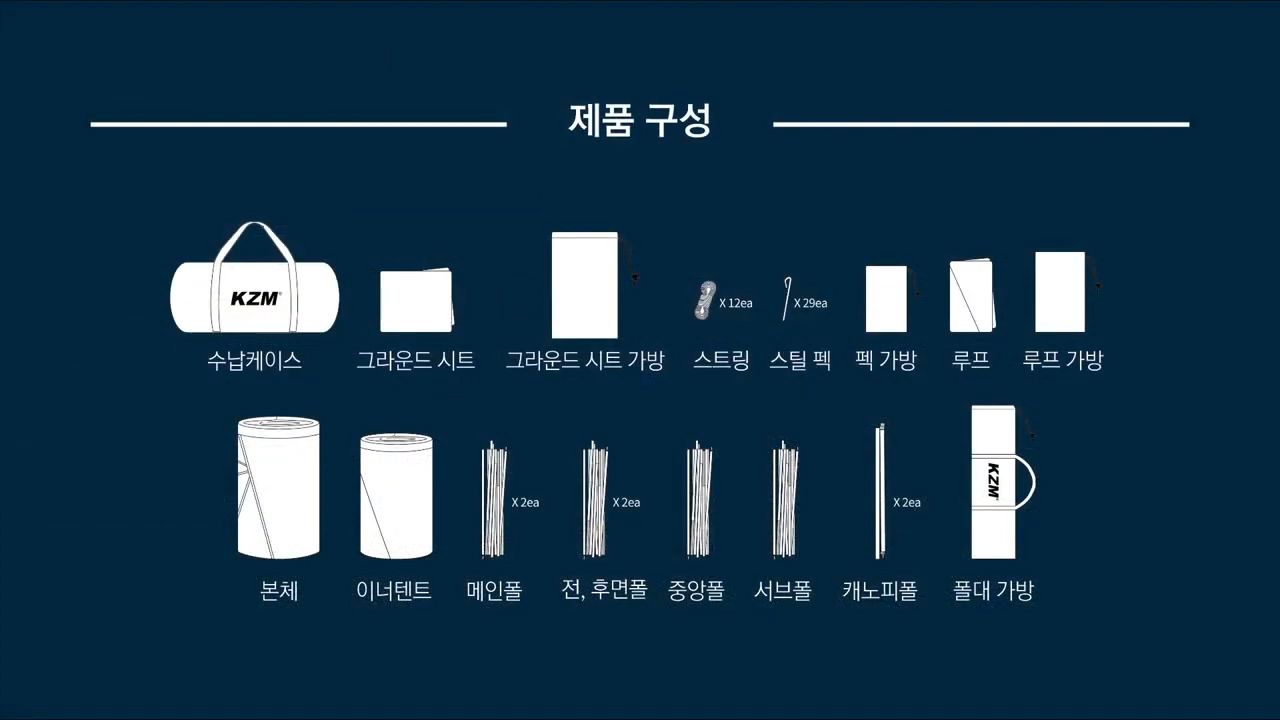 제품 구성
KZM
X 12ea
X 29ea
수납케이스 그라운드 시트 그라운드 시트 가방 스트링 스틸 펙 펙 가방 루프 루프 가방
X 2ea
X 2ea
X 2ea
KZM
본체 이너텐트 메인폴 전, 후면폴 중앙폴 서브폴 캐노피폴 폴대 가방